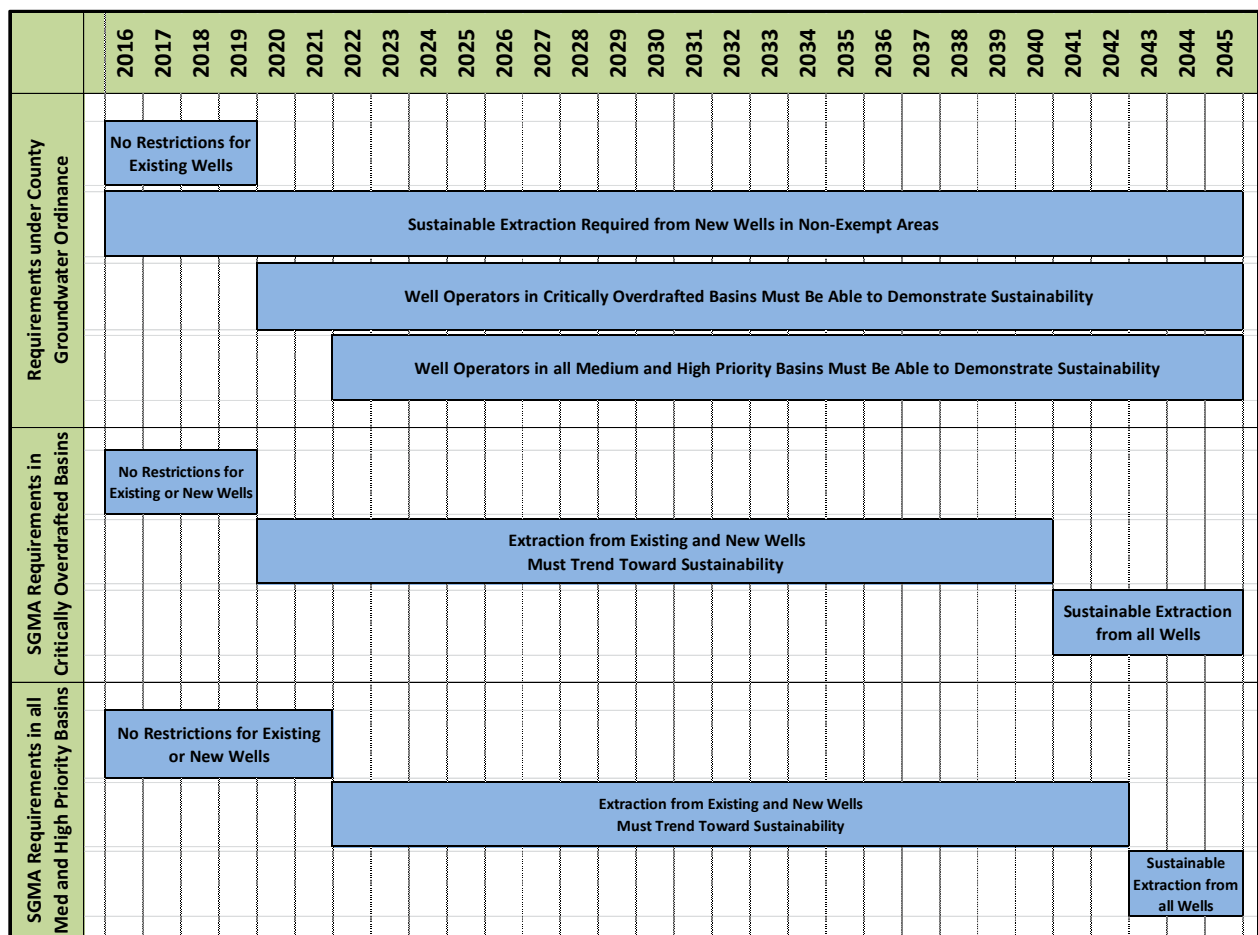 2016
2017
2018
2019
2020
2021
2022
2023
2024
2025
2026
2027
2028
2029
2030
2031
2032
2033
2034
2035
2036
2037
2038
2039
2040
2041
2042
2043
2044
2045
Requirements under County
Groundwater Ordinance
No Restrictions for
Existing Wells
Sustainable Extraction Required from New Wells in Non-Exempt Areas
Well Operators in Critically Overdrafted Basins Must Be Able to Demonstrate Sustainability
Well Operators in all Medium and High Priority Basins Must Be Able to Demonstrate Sustainability
SGMA Requirements in
Critically Overdrafted Basins
No Restrictions for
Existing or New Wells
Extraction from Existing and New Wells
Must Trend Toward Sustainability
Sustainable Extraction
from all Wells
SGMA Requirements in all
Med and High Priority Basins
No Restrictions for Existing
or New Wells
Extraction from Existing and New Wells
Must Trend Toward Sustainability
Sustainable
Extraction from
all Wells